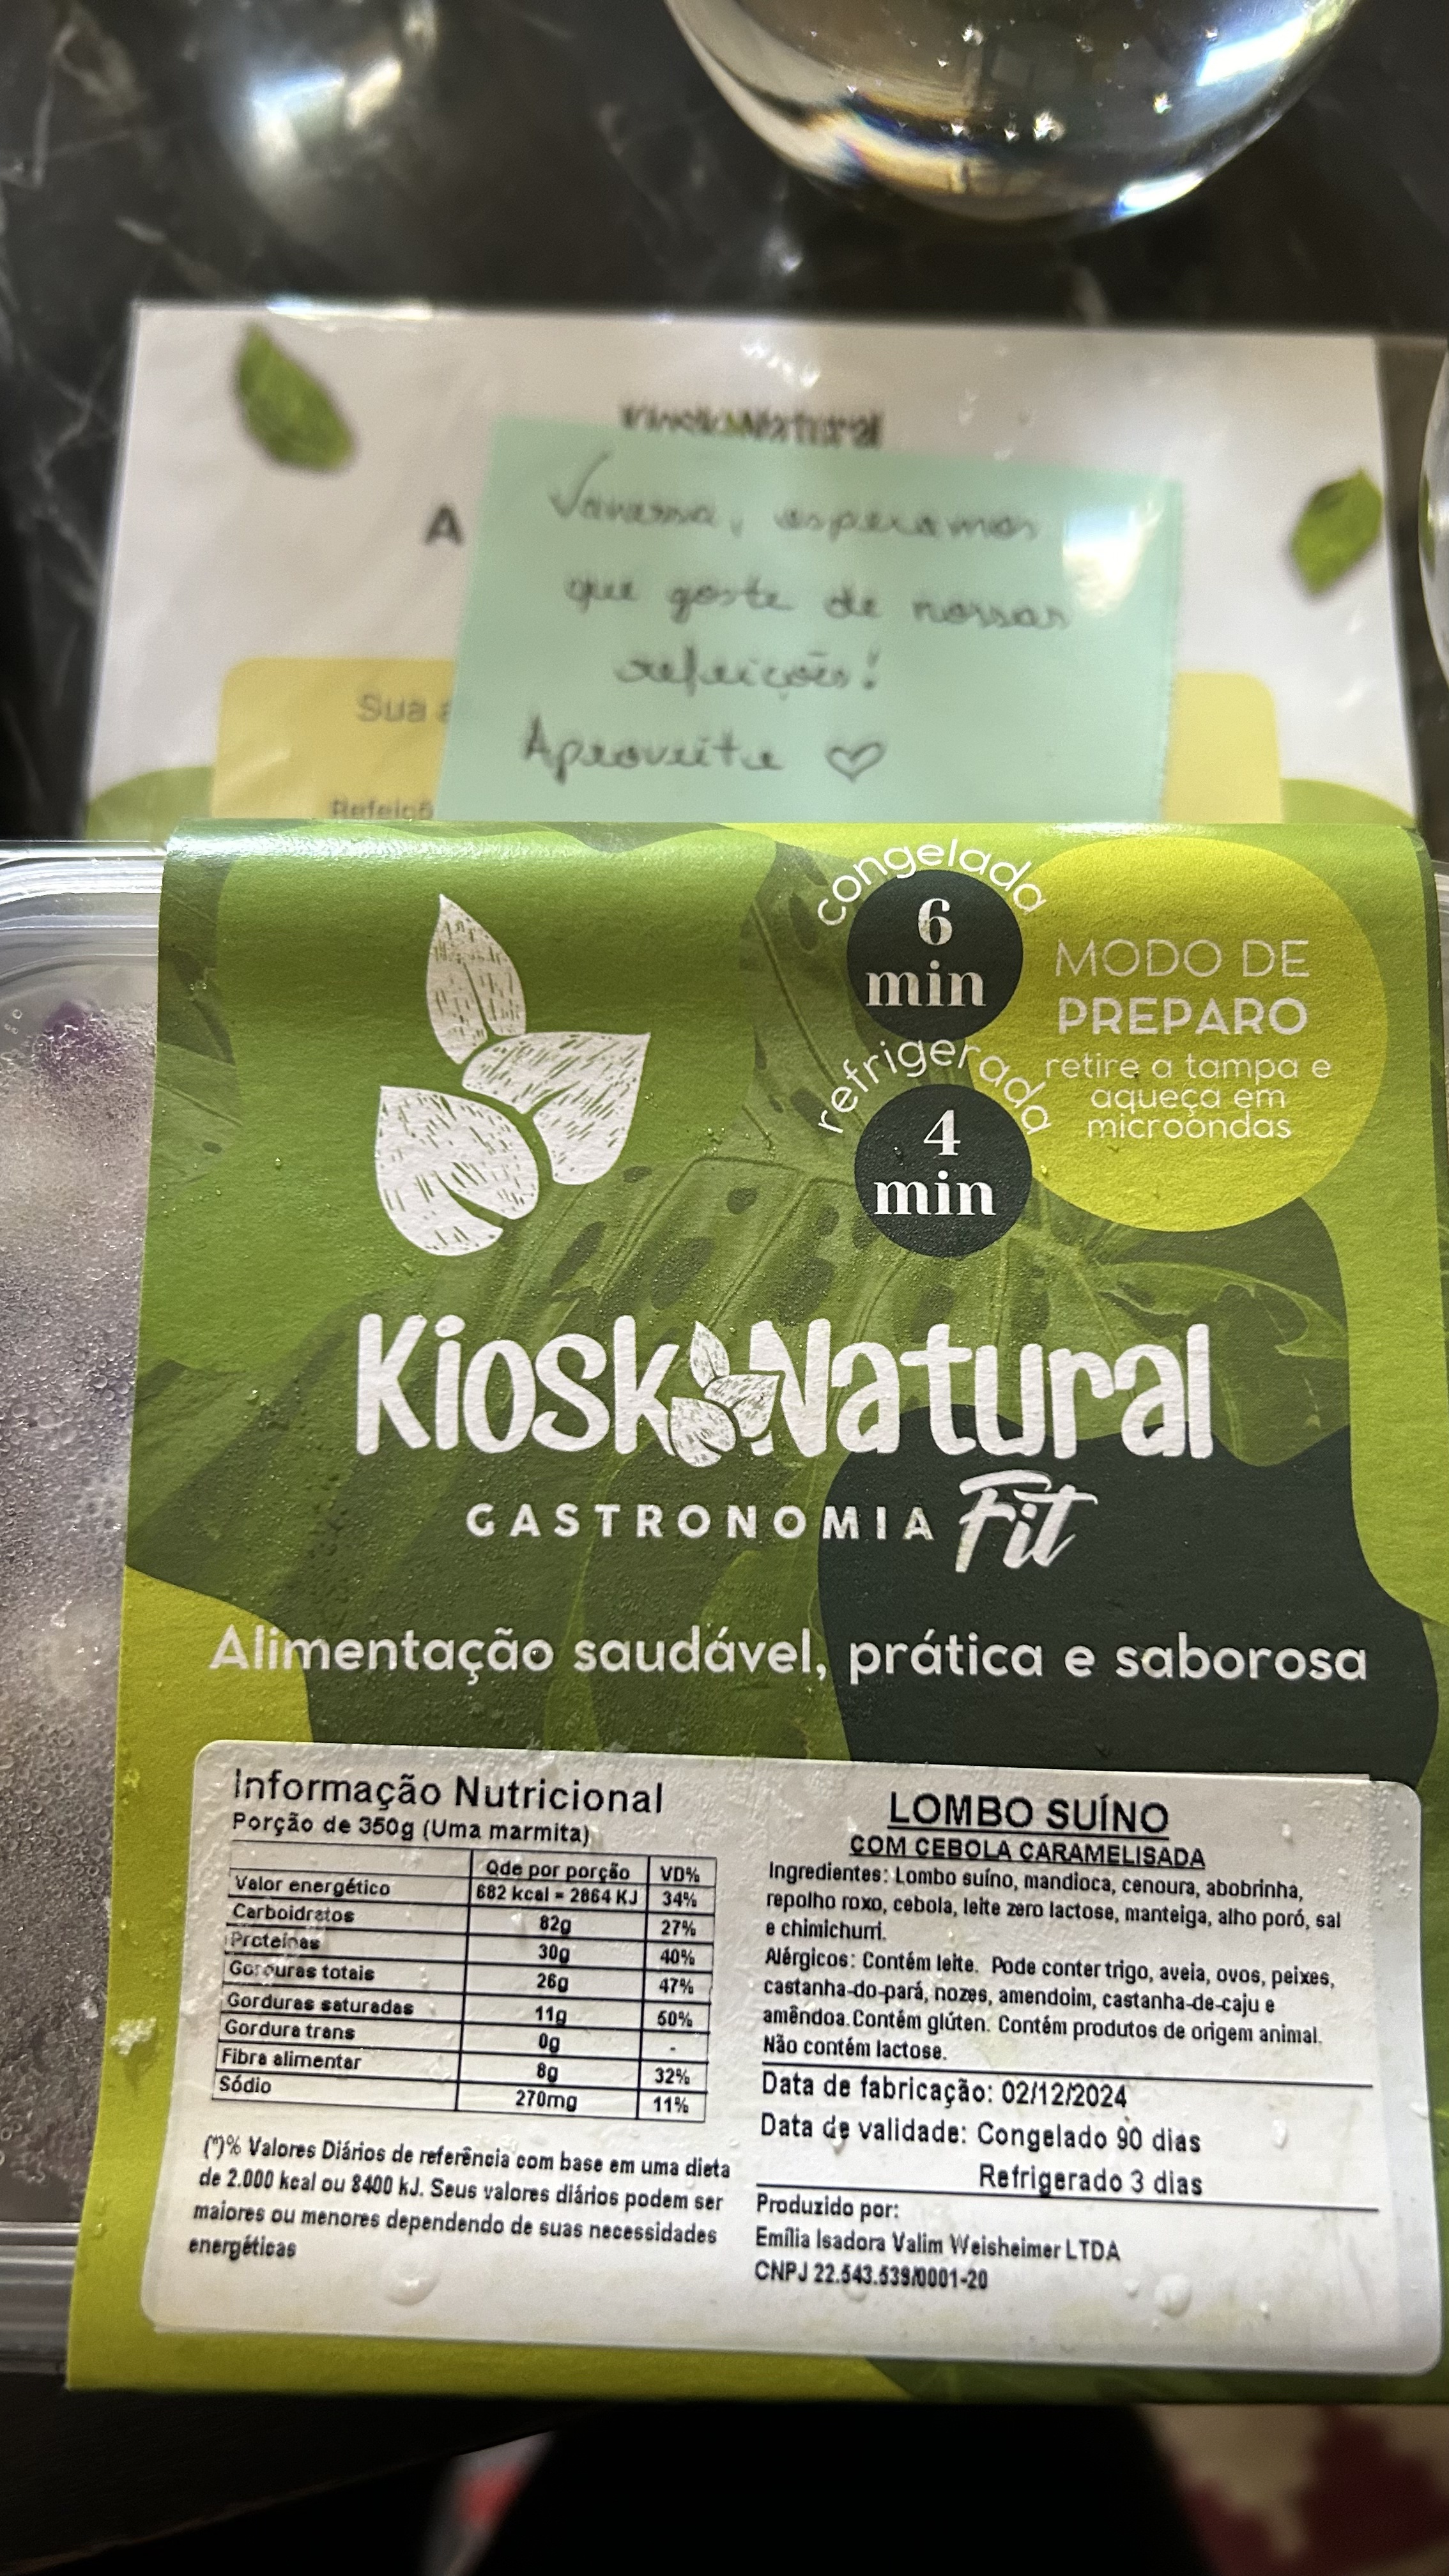 Kiosk Natural
A
Vanessa, esperamos
que goste de nossas
refeições!
Aproveite ♡
Sua
Refeiçõ
congelada
6
min
refrigerada
4
min
MODO DE
PREPARO
retire a tampa e
aqueça em
microondas
Kiosk Natural
GASTRONOMIA Fit
Alimentação saudável, prática e saborosa
Informação Nutricional
Porção de 350g (Uma marmita)
Qde por porção VD%
Valor energético 682 kcal = 2864 KJ 34%
Carboidratos 82g 27%
Proteínas 30g 40%
Gorduras totais 26g 47%
Gorduras saturadas 11g 50%
Gordura trans 0g -
Fibra alimentar 8g 32%
Sódio 270mg 11%
(*)% Valores Diários de referência com base em uma dieta
de 2.000 kcal ou 8400 kJ. Seus valores diários podem ser
maiores ou menores dependendo de suas necessidades
energéticas
LOMBO SUÍNO
COM CEBOLA CARAMELISADA
Ingredientes: Lombo suíno, mandioca, cenoura, abobrinha,
repolho roxo, cebola, leite zero lactose, manteiga, alho poró, sal
e chimichurri.
Alérgicos: Contém leite. Pode conter trigo, aveia, ovos, peixes,
castanha-do-pará, nozes, amendoim, castanha-de-caju e
amêndoa. Contém glúten. Contém produtos de origem animal.
Não contém lactose.
Data de fabricação: 02/12/2024
Data de validade: Congelado 90 dias
Refrigerado 3 dias
Produzido por:
Emília Isadora Valim Weisheimer LTDA
CNPJ 22.543.539/0001-20